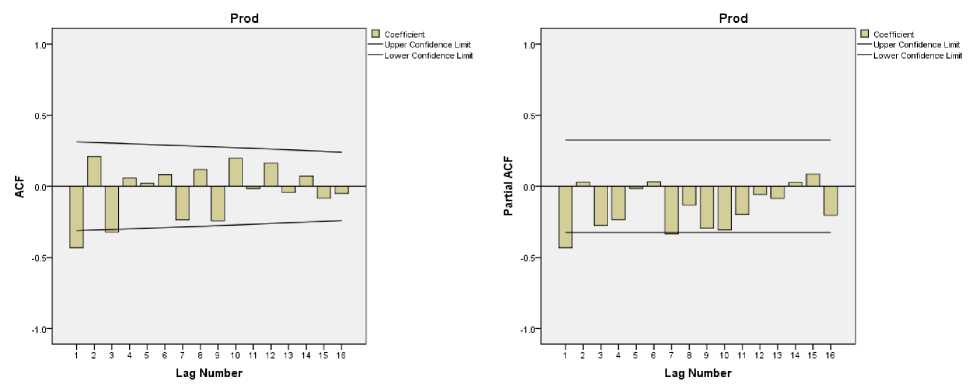 Prod
Coefficient
Upper Confidence Limit
Lower Confidence Limit
1.0
0.5
0.0
-0.5
-1.0
ACF
1 2 3 4 5 6 7 8 9 10 11 12 13 14 15 16
Lag Number
Prod
Coefficient
Upper Confidence Limit
Lower Confidence Limit
1.0
0.5
0.0
-0.5
-1.0
Partial ACF
1 2 3 4 5 6 7 8 9 10 11 12 13 14 15 16
Lag Number